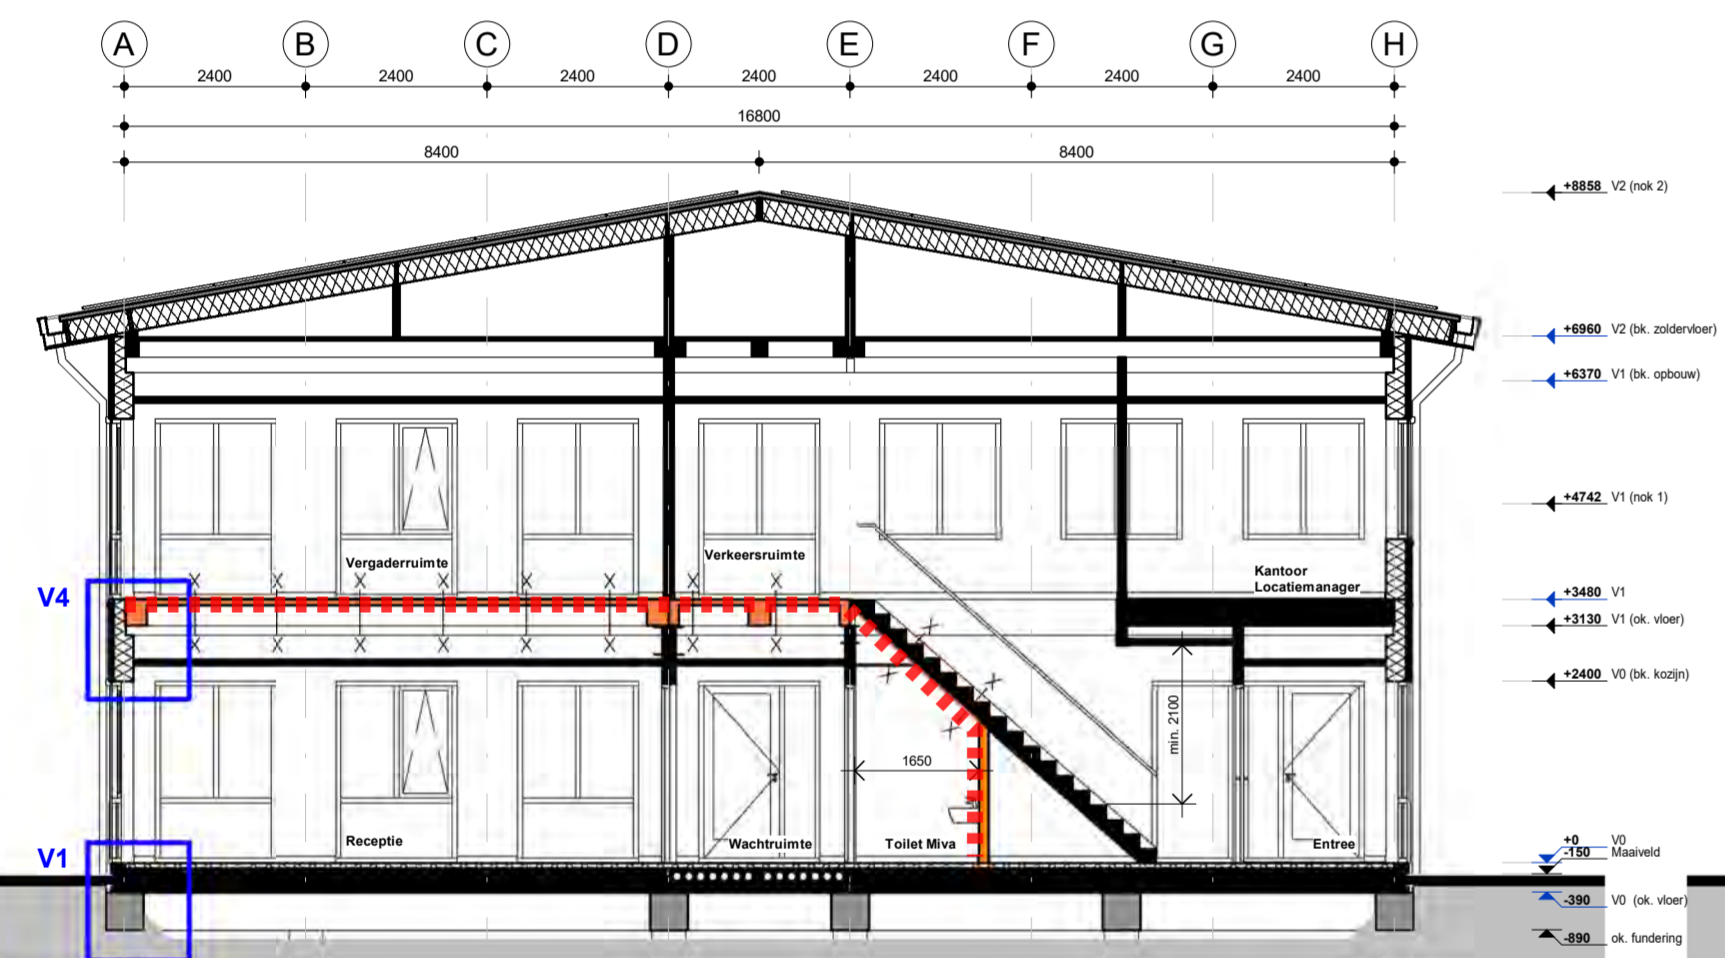 A B C D E F G H
2400 2400 2400 2400 2400 2400 2400
16800
8400 8400
+8858 V2 (nok 2)
+6960 V2 (bk. zoldervloer)
+6370 V1 (bk. opbouw)
+4742 V1 (nok 1)
Vergaderruimte
Verkeersruimte
Kantoor
Locatiemanager
V4
+3480 V1
+3130 V1 (ok. vloer)
+2400 V0 (bk. kozijn)
min. 2100
1650
Receptie
Wachtruimte
Toilet Miva
Entree
V1
+0 V0
-150 Maaiveld
-390 V0 (ok. vloer)
-890 ok. fundering